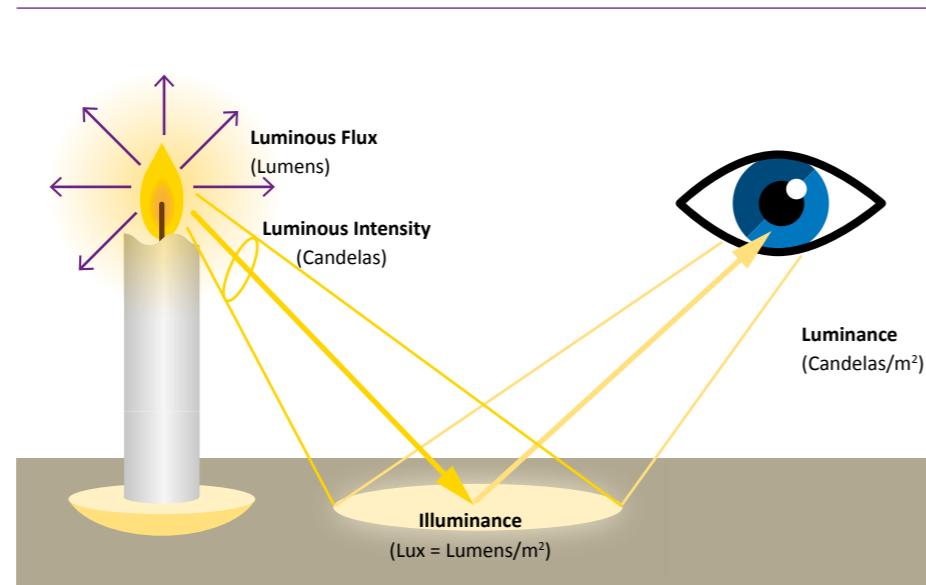 Luminous Flux
(Lumens)
Luminous Intensity
(Candelas)
Luminance
(Candelas/m²)
Illuminance
(Lux = Lumens/m²)